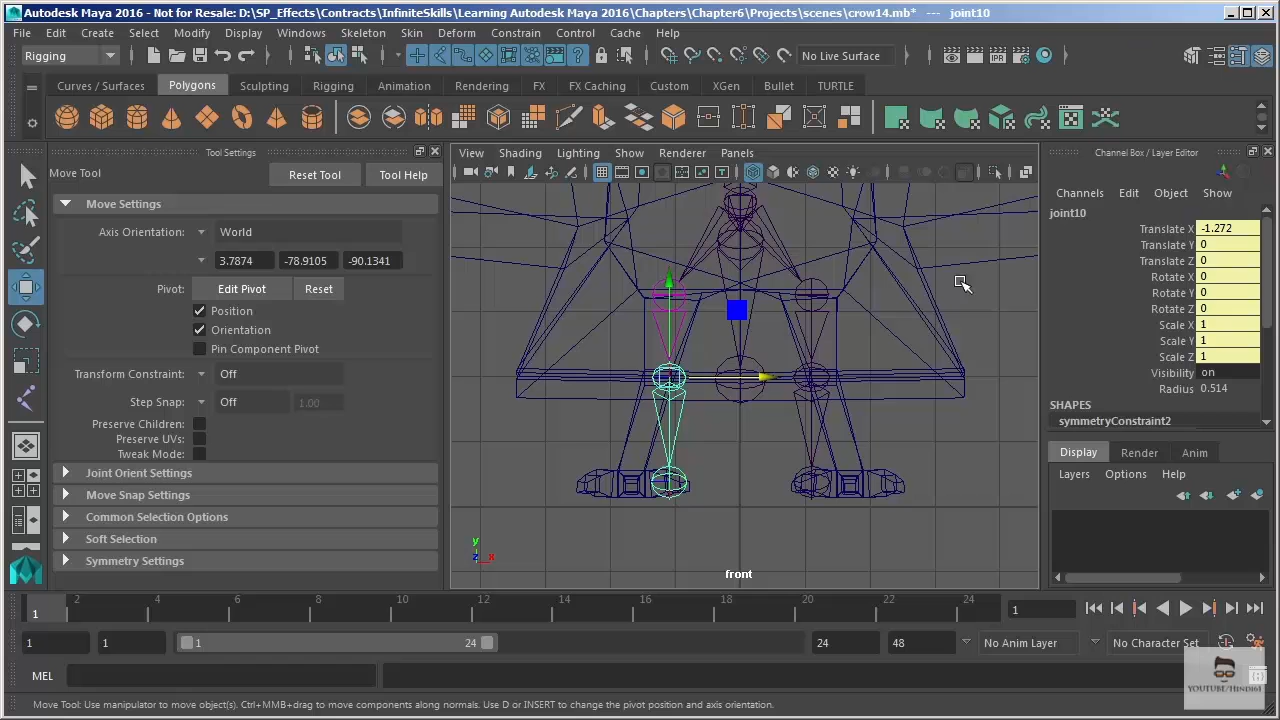 Autodesk Maya 2016 - Not for Resale: D:\SP_Effects\Contracts\InfiniteSkills\Learning Autodesk Maya 2016\Chapters\Chapter6\Projects\scenes\crow14.mb* --- joint10
File Edit Create Select Modify Display Windows Skeleton Skin Deform Constrain Control Cache Help
Rigging
No Live Surface
Curves / Surfaces Polygons Sculpting Rigging Animation Rendering FX FX Caching Custom XGen Bullet TURTLE
Tool Settings
Move Tool
Reset Tool Tool Help
Move Settings
Axis Orientation: World
3.7874 -78.9105 -90.1341
Pivot: Edit Pivot Reset
Position
Orientation
Pin Component Pivot
Transform Constraint: Off
Step Snap: Off 1.00
Preserve Children:
Preserve UVs:
Tweak Mode:
Joint Orient Settings
Move Snap Settings
Common Selection Options
Soft Selection
Symmetry Settings
View Shading Lighting Show Renderer Panels
y
z x
front
Channel Box / Layer Editor
Channels Edit Object Show
joint10
Translate X -1.272
Translate Y 0
Translate Z 0
Rotate X 0
Rotate Y 0
Rotate Z 0
Scale X 1
Scale Y 1
Scale Z 1
Visibility on
Radius 0.514
SHAPES
symmetryConstraint2
Display Render Anim
Layers Options Help
1 2 4 6 8 10 12 14 16 18 20 22 24 1
1 1 1 24 24 48 No Anim Layer No Character Set
MEL
YOUTUBE/Hindi61
Move Tool: Use manipulator to move object(s). Ctrl+MMB+drag to move components along normals. Use D or INSERT to change the pivot position and axis orientation.